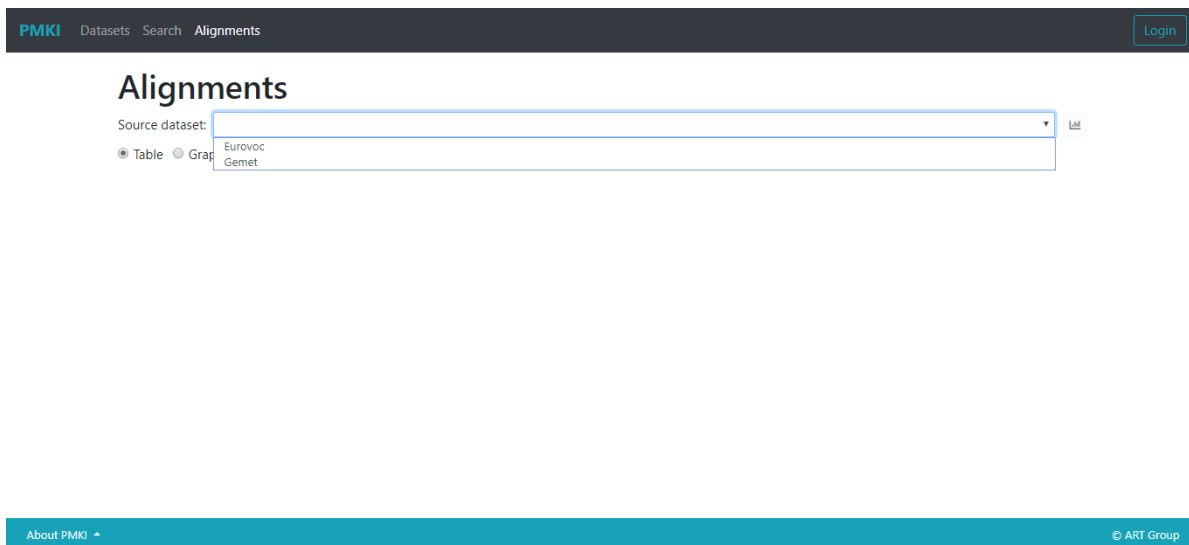 PMKI Datasets Search Alignments Login
Alignments
Source dataset:
Eurovoc
Table Grap
Gemet
About PMKI © ART Group